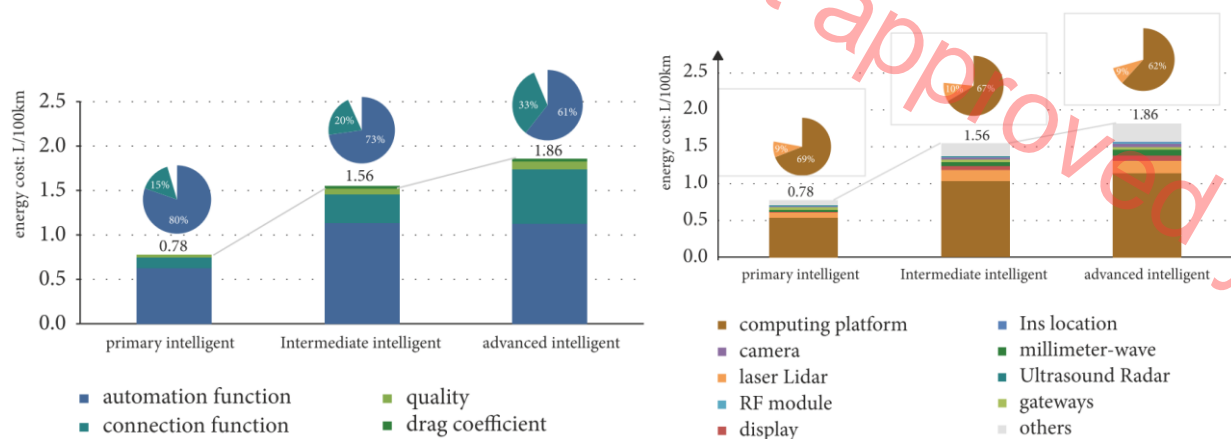 energy cost: L/100km
2.5
2.0
1.5
1.0
0.5
0.0
15%
80%
0.78
20%
73%
1.56
33%
61%
1.86
primary intelligent
Intermediate intelligent
advanced intelligent
automation function
connection function
quality
drag coefficient
energy cost: L/100km
2.5
2.0
1.5
1.0
0.5
0.0
9%
69%
0.78
10%
67%
1.56
9%
62%
1.86
primary intelligent
Intermediate intelligent
advanced intelligent
computing platform
camera
laser Lidar
RF module
display
Ins location
millimeter-wave
Ultrasound Radar
gateways
others
approved